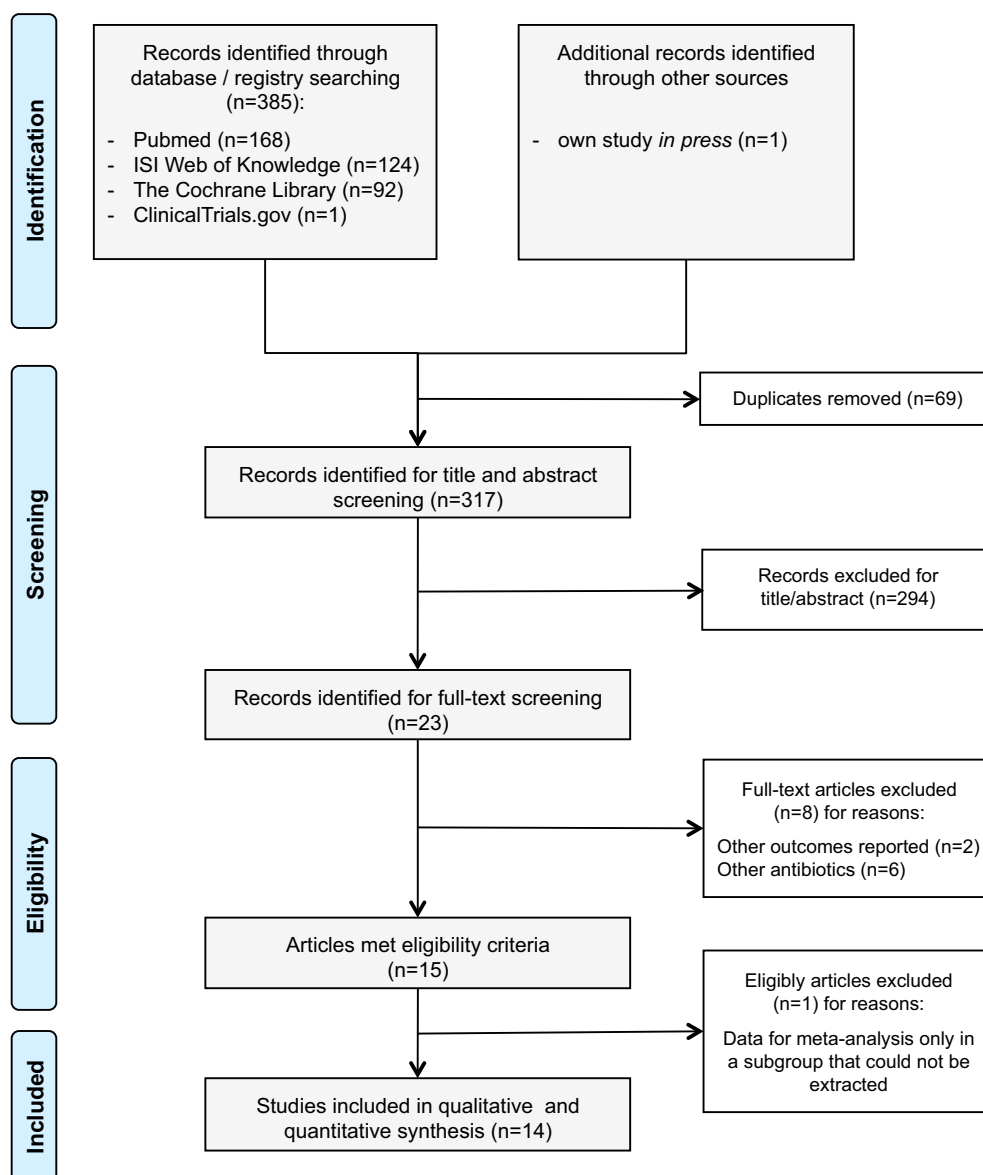 Identification
Records identified through
database / registry searching
(n=385):
- Pubmed (n=168)
- ISI Web of Knowledge (n=124)
- The Cochrane Library (n=92)
- ClinicalTrials.gov (n=1)
Additional records identified
through other sources
- own study in press (n=1)
Screening
Duplicates removed (n=69)
Records identified for title and abstract
screening (n=317)
Records excluded for
title/abstract (n=294)
Records identified for full-text screening
(n=23)
Eligibility
Full-text articles excluded
(n=8) for reasons:
Other outcomes reported (n=2)
Other antibiotics (n=6)
Articles met eligibility criteria
(n=15)
Eligibly articles excluded
(n=1) for reasons:
Data for meta-analysis only in
a subgroup that could not be
extracted
Included
Studies included in qualitative and
quantitative synthesis (n=14)